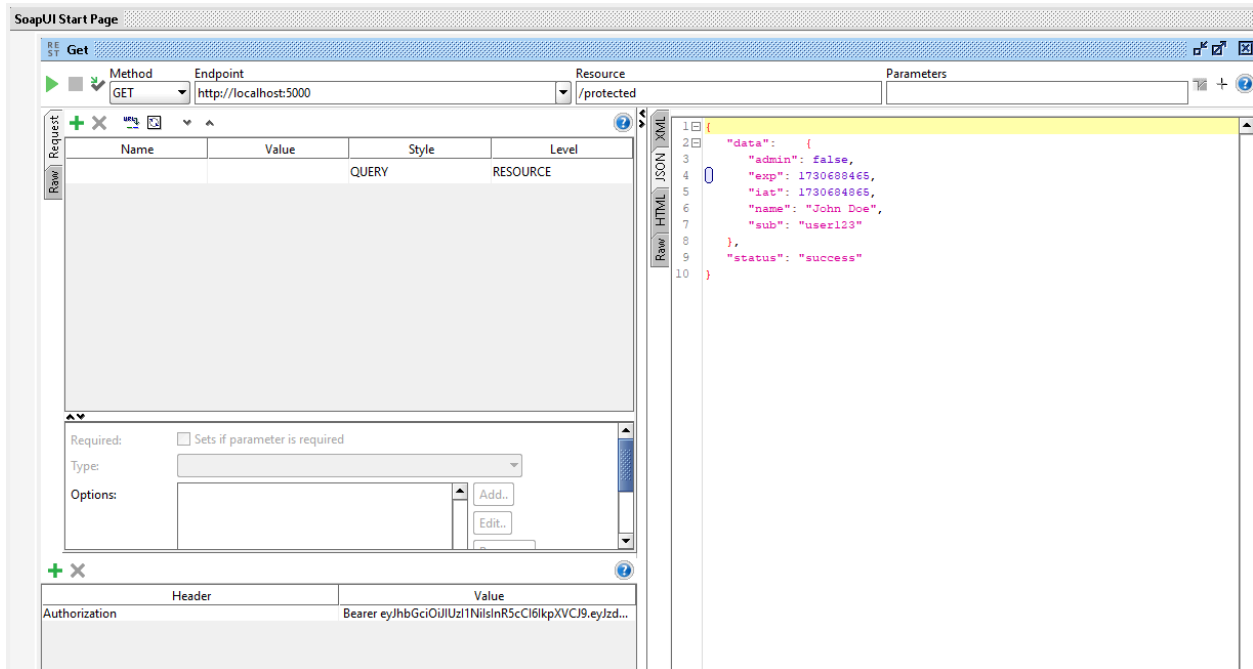 SoapUI Start Page
RE ST Get
Method Endpoint Resource Parameters
GET http://localhost:5000 /protected
Request
Raw
Name Value Style Level
QUERY RESOURCE
Required: Sets if parameter is required
Type:
Options: Add..
Edit..
Header Value
Authorization Bearer eyJhbGciOiJIUzI1NiIsInR5cCI6IkpXVCJ9.eyJzd...
XML
JSON
HTML
Raw
1 {
2 "data": {
3 "admin": false,
4 "exp": 1730688465,
5 "iat": 1730684865,
6 "name": "John Doe",
7 "sub": "user123"
8 },
9 "status": "success"
10 }